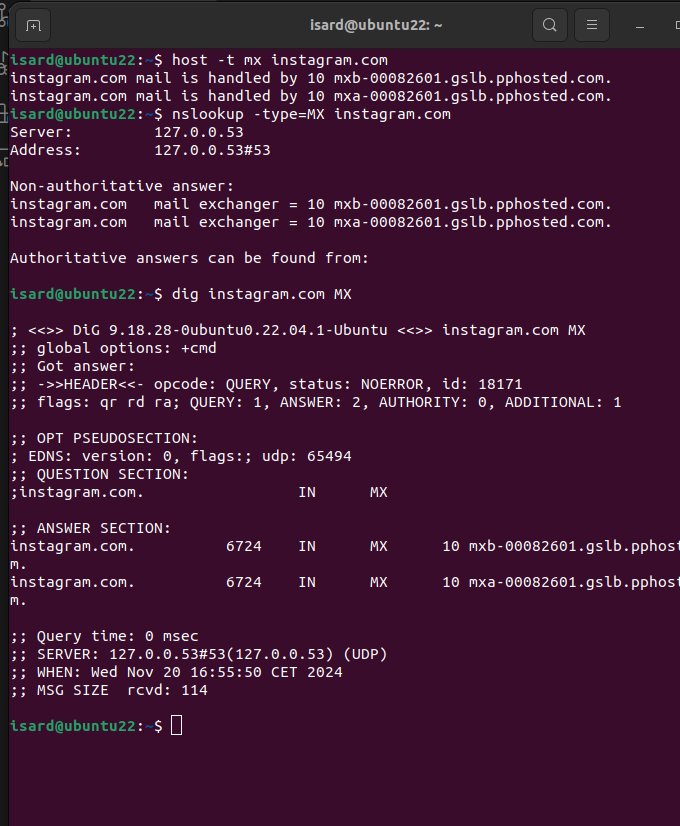 isard@ubuntu22: ~
isard@ubuntu22:~$ host -t mx instagram.com
instagram.com mail is handled by 10 mxb-00082601.gslb.pphosted.com.
instagram.com mail is handled by 10 mxa-00082601.gslb.pphosted.com.
isard@ubuntu22:~$ nslookup -type=MX instagram.com
Server:         127.0.0.53
Address:        127.0.0.53#53
Non-authoritative answer:
instagram.com   mail exchanger = 10 mxb-00082601.gslb.pphosted.com.
instagram.com   mail exchanger = 10 mxa-00082601.gslb.pphosted.com.
Authoritative answers can be found from:
isard@ubuntu22:~$ dig instagram.com MX
; <<>> DiG 9.18.28-0ubuntu0.22.04.1-Ubuntu <<>> instagram.com MX
;; global options: +cmd
;; Got answer:
;; ->>HEADER<<- opcode: QUERY, status: NOERROR, id: 18171
;; flags: qr rd ra; QUERY: 1, ANSWER: 2, AUTHORITY: 0, ADDITIONAL: 1
;; OPT PSEUDOSECTION:
; EDNS: version: 0, flags:; udp: 65494
;; QUESTION SECTION:
;instagram.com.                 IN      MX
;; ANSWER SECTION:
instagram.com.          6724    IN      MX      10 mxb-00082601.gslb.pphost
m.
instagram.com.          6724    IN      MX      10 mxa-00082601.gslb.pphost
m.
;; Query time: 0 msec
;; SERVER: 127.0.0.53#53(127.0.0.53) (UDP)
;; WHEN: Wed Nov 20 16:55:50 CET 2024
;; MSG SIZE  rcvd: 114
isard@ubuntu22:~$